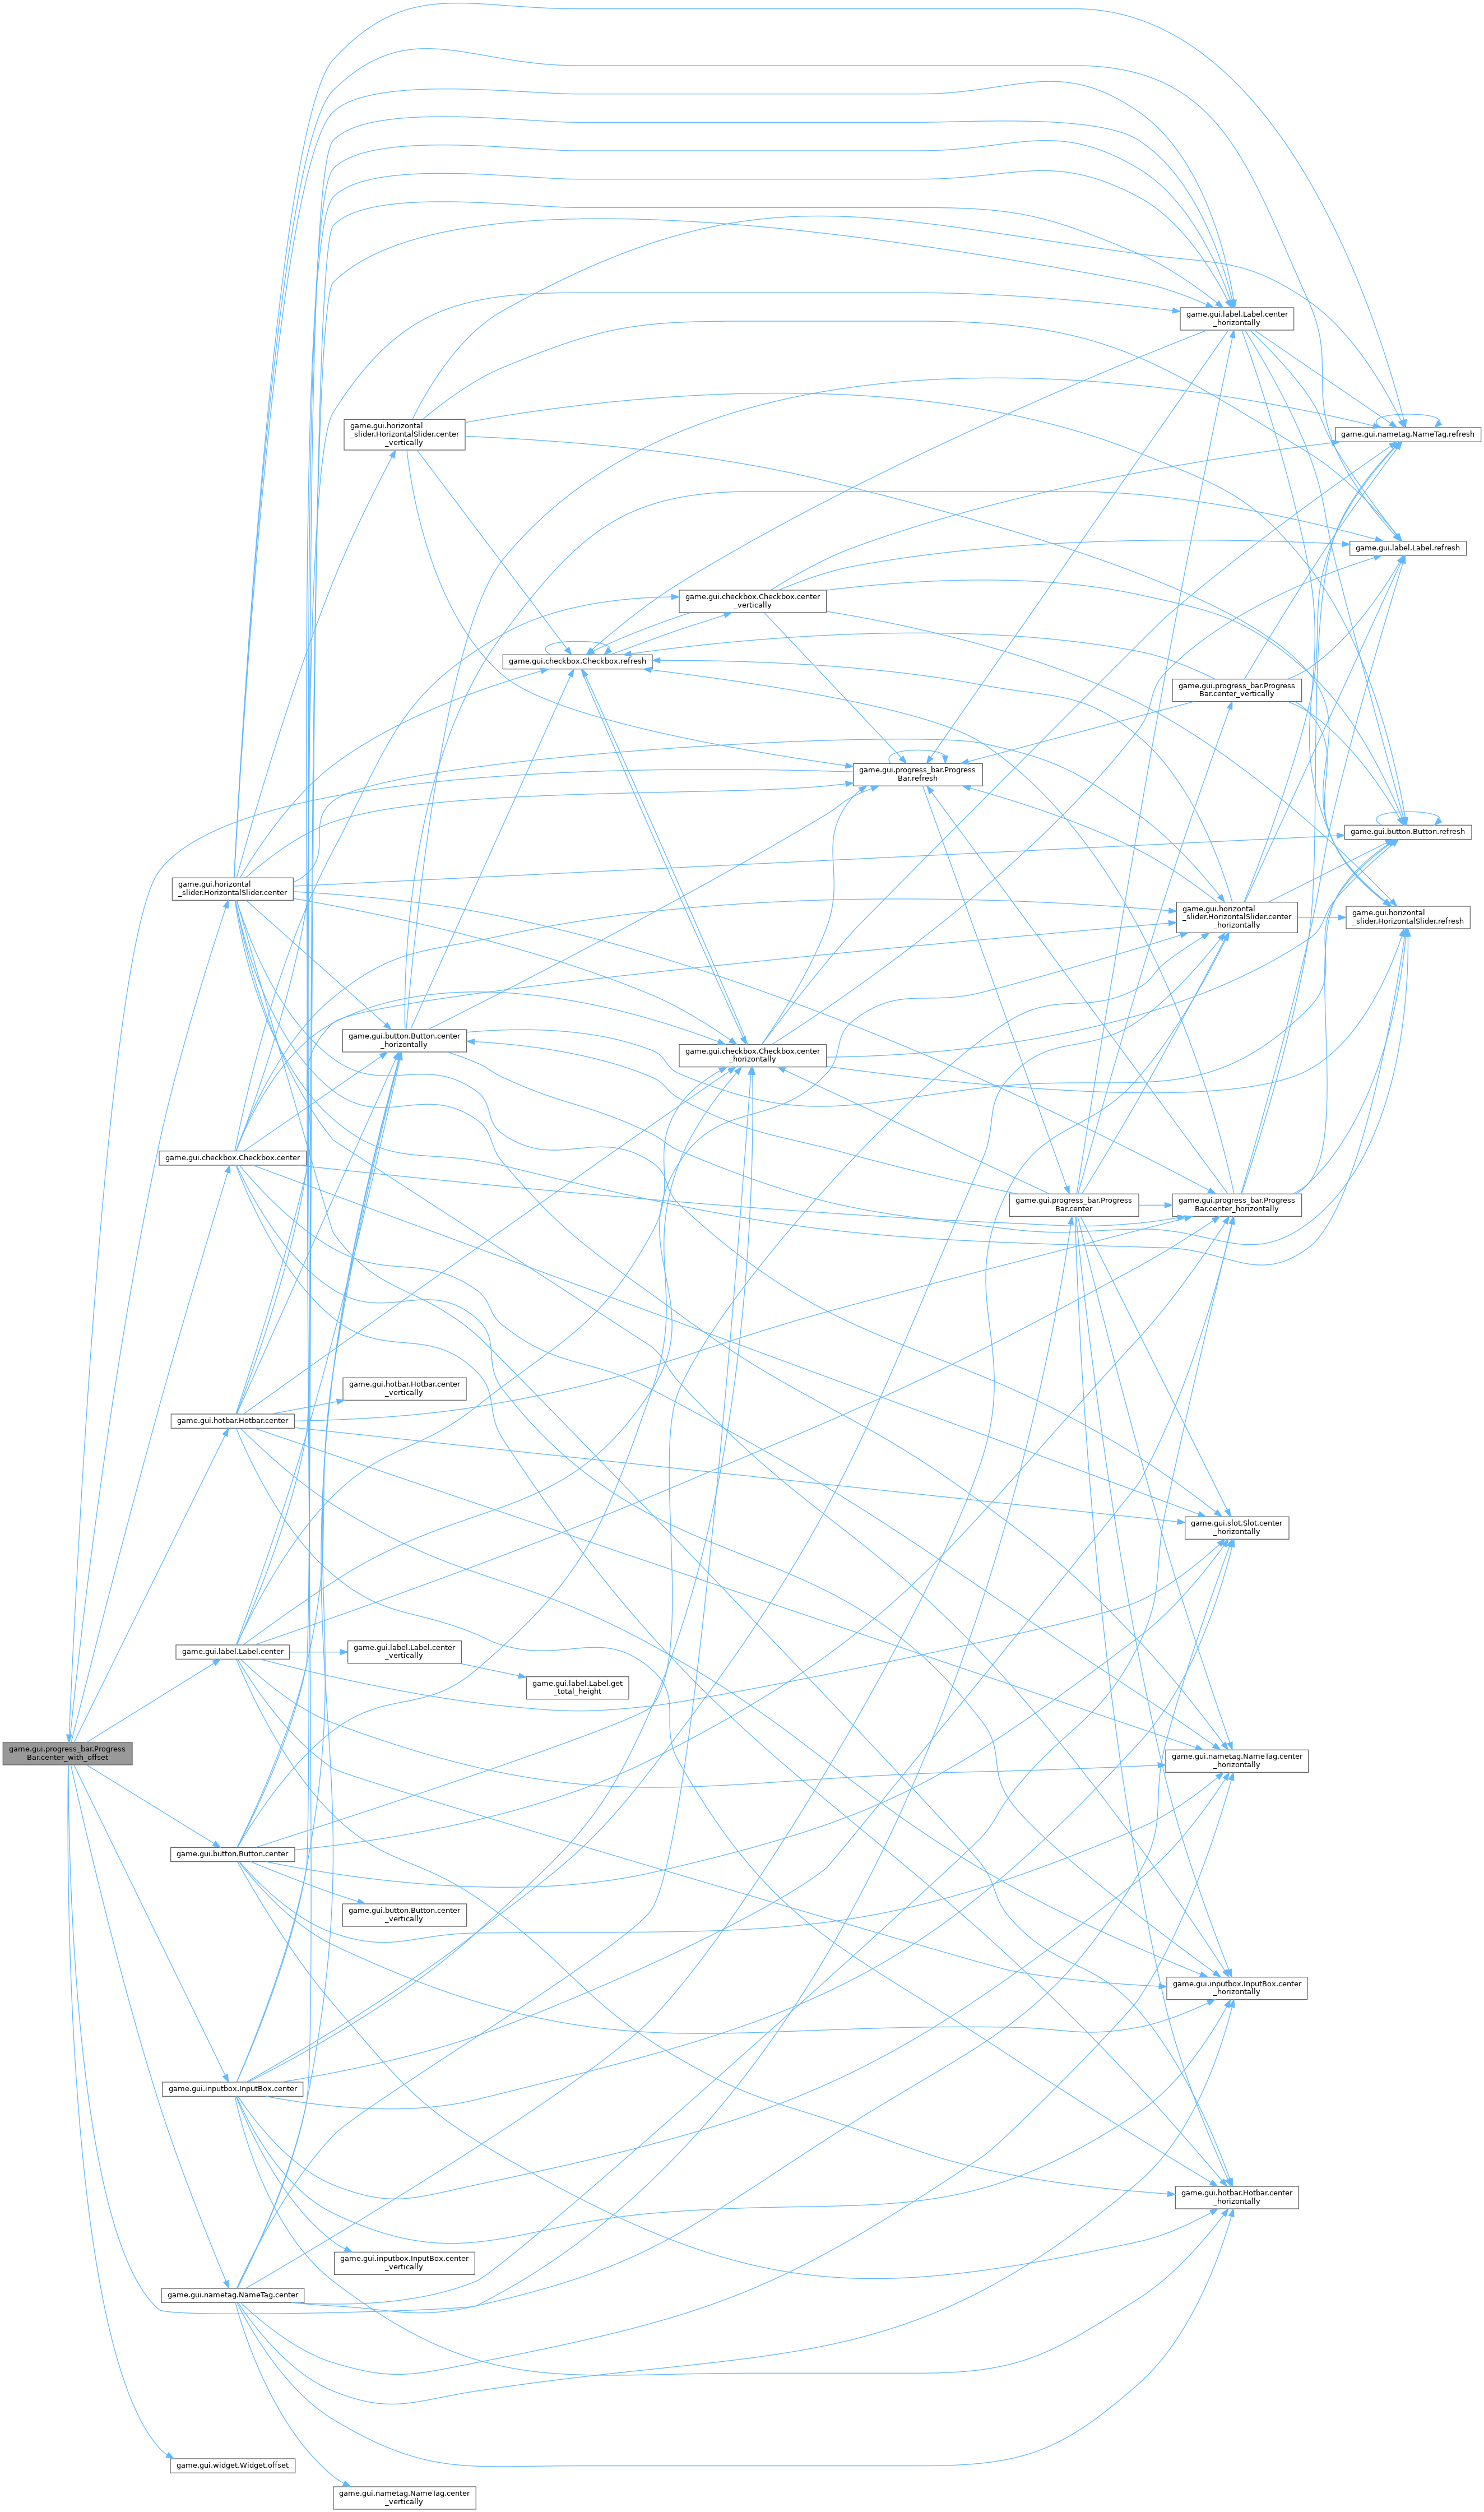 game.gui.label.Label.center
_horizontally
game.gui.horizontal
_slider.HorizontalSlider.center
_vertically
game.gui.nametag.NameTag.refresh
game.gui.label.Label.refresh
game.gui.checkbox.Checkbox.center
_vertically
game.gui.checkbox.Checkbox.refresh
game.gui.progress_bar.Progress
Bar.center_vertically
game.gui.progress_bar.Progress
Bar.refresh
game.gui.button.Button.refresh
game.gui.horizontal
_slider.HorizontalSlider.center
game.gui.horizontal
_slider.HorizontalSlider.center
_horizontally
game.gui.horizontal
_slider.HorizontalSlider.refresh
game.gui.button.Button.center
_horizontally
game.gui.checkbox.Checkbox.center
_horizontally
game.gui.checkbox.Checkbox.center
game.gui.progress_bar.Progress
Bar.center
game.gui.progress_bar.Progress
Bar.center_horizontally
game.gui.hotbar.Hotbar.center
_vertically
game.gui.hotbar.Hotbar.center
game.gui.slot.Slot.center
_horizontally
game.gui.label.Label.center
game.gui.label.Label.center
_vertically
game.gui.label.Label.get
_total_height
game.gui.progress_bar.Progress
Bar.center_with_offset
game.gui.nametag.NameTag.center
_horizontally
game.gui.button.Button.center
game.gui.button.Button.center
_vertically
game.gui.inputbox.InputBox.center
_horizontally
game.gui.inputbox.InputBox.center
game.gui.hotbar.Hotbar.center
_horizontally
game.gui.inputbox.InputBox.center
_vertically
game.gui.nametag.NameTag.center
game.gui.widget.Widget.offset
game.gui.nametag.NameTag.center
_vertically